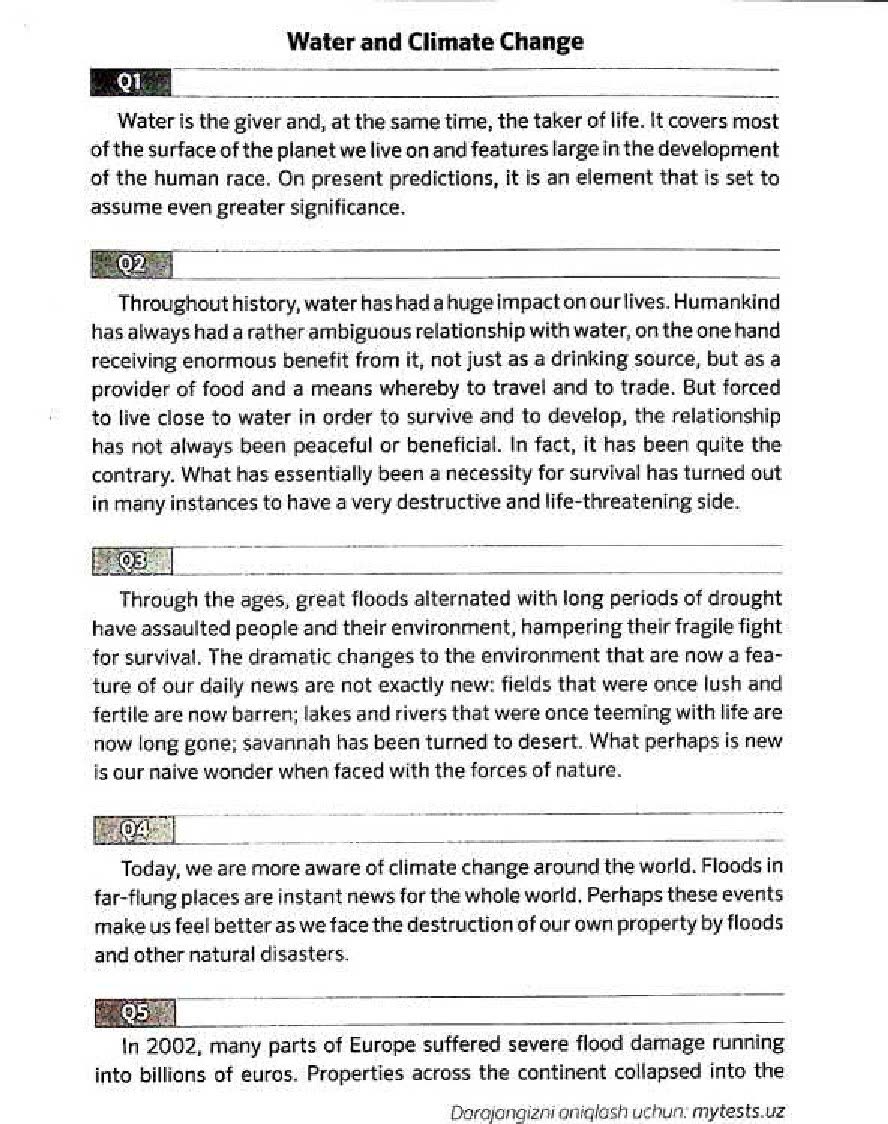 Water and Climate Change
Q1
Water is the giver and, at the same time, the taker of life. It covers most
of the surface of the planet we live on and features large in the development
of the human race. On present predictions, it is an element that is set to
assume even greater significance.
Q2
Throughout history, water has had a huge impact on our lives. Humankind
has always had a rather ambiguous relationship with water, on the one hand
receiving enormous benefit from it, not just as a drinking source, but as a
provider of food and a means whereby to travel and to trade. But forced
to live close to water in order to survive and to develop, the relationship
has not always been peaceful or beneficial. In fact, it has been quite the
contrary. What has essentially been a necessity for survival has turned out
in many instances to have a very destructive and life-threatening side.
Q3
Through the ages, great floods alternated with long periods of drought
have assaulted people and their environment, hampering their fragile fight
for survival. The dramatic changes to the environment that are now a fea-
ture of our daily news are not exactly new: fields that were once lush and
fertile are now barren; lakes and rivers that were once teeming with life are
now long gone; savannah has been turned to desert. What perhaps is new
is our naive wonder when faced with the forces of nature.
Q4
Today, we are more aware of climate change around the world. Floods in
far-flung places are instant news for the whole world. Perhaps these events
make us feel better as we face the destruction of our own property by floods
and other natural disasters.
Q5
In 2002, many parts of Europe suffered severe flood damage running
into billions of euros. Properties across the continent collapsed into the
Darajangizni aniqlash uchun: mytests.uz